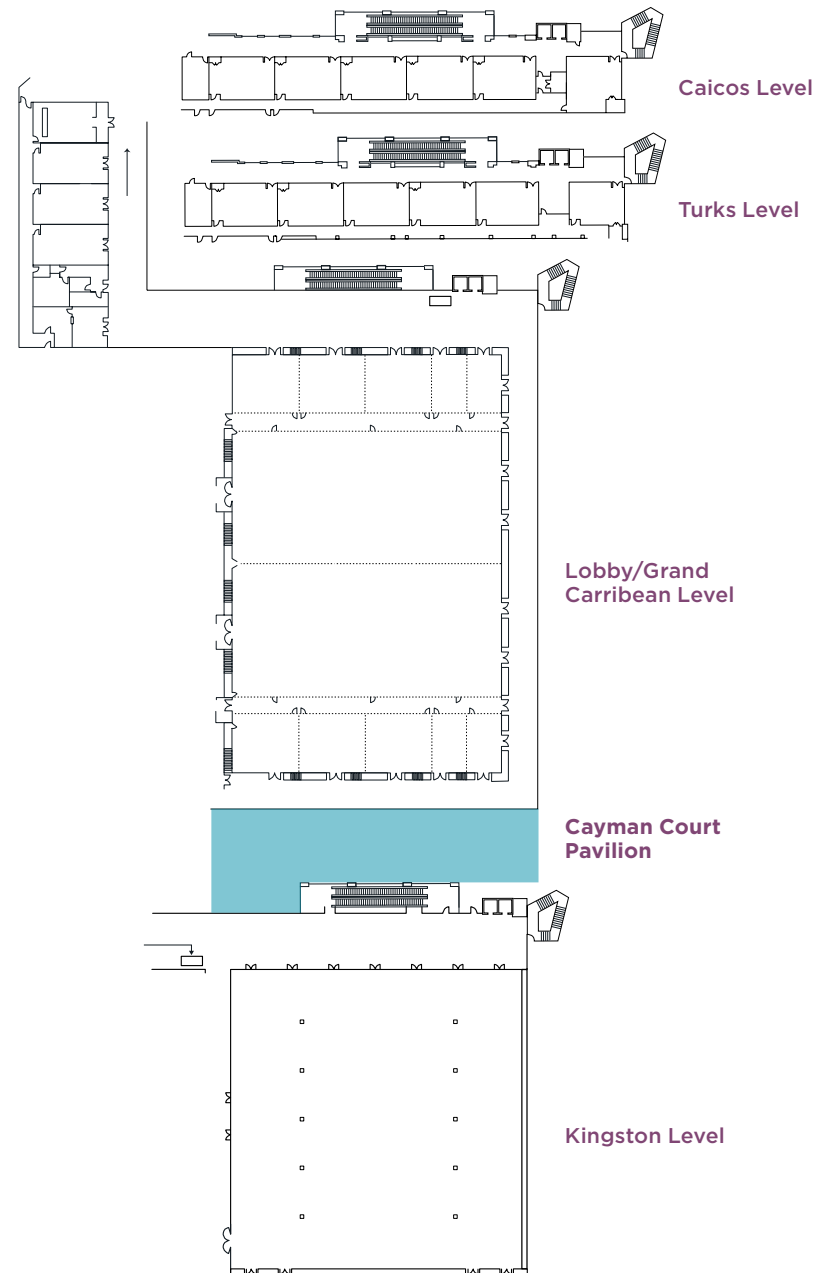 Caicos Level
Turks Level
Lobby/Grand
Carribean Level
Cayman Court
Pavilion
Kingston Level